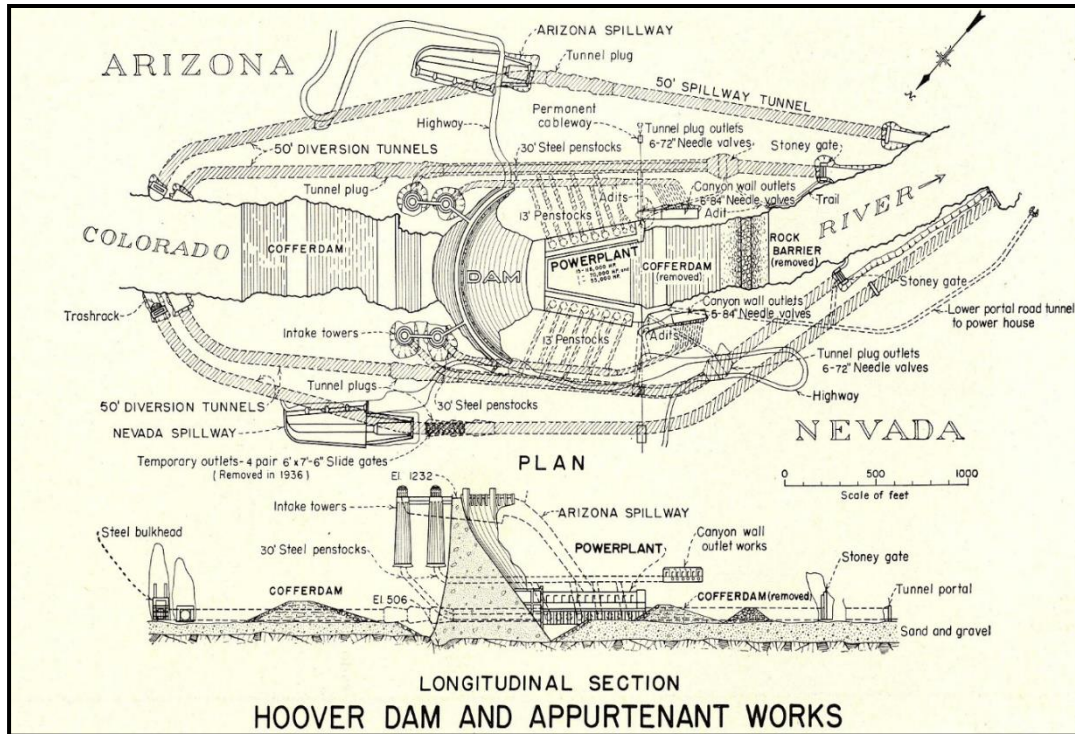 ARIZONA
ARIZONA SPILLWAY
Tunnel plug
50' SPILLWAY TUNNEL
N
Permanent
cableway
Highway
Tunnel plug outlets
6-72" Needle valves
Stoney gate
50' DIVERSION TUNNELS
30' Steel penstocks
Tunnel plug
Canyon wall outlets
6-84" Needle valves
Trail
Adits
Adit
13' Penstocks
RIVER
COLORADO
COFFERDAM
DAM
POWERPLANT
COFFERDAM
(removed)
ROCK
BARRIER
(removed)
Stoney gate
Trashrack
Canyon wall outlets
6-84" Needle valves
Lower portal road tunnel
to power house
Intake towers
13' Penstocks
Adits
Tunnel plug outlets
6-72" Needle valves
Tunnel plugs
Highway
50' DIVERSION TUNNELS
30' Steel penstocks
NEVADA SPILLWAY
NEVADA
Temporary outlets-4 pair 6' x 7'-6" Slide gates
(Removed in 1936)
PLAN
0 500 1000
Scale of feet
El. 1232
Intake towers
ARIZONA SPILLWAY
Steel bulkhead
Canyon wall
outlet works
30' Steel penstocks
POWERPLANT
Stoney gate
COFFERDAM
El 506
COFFERDAM (removed)
Tunnel portal
Sand and gravel
LONGITUDINAL SECTION
HOOVER DAM AND APPURTENANT WORKS